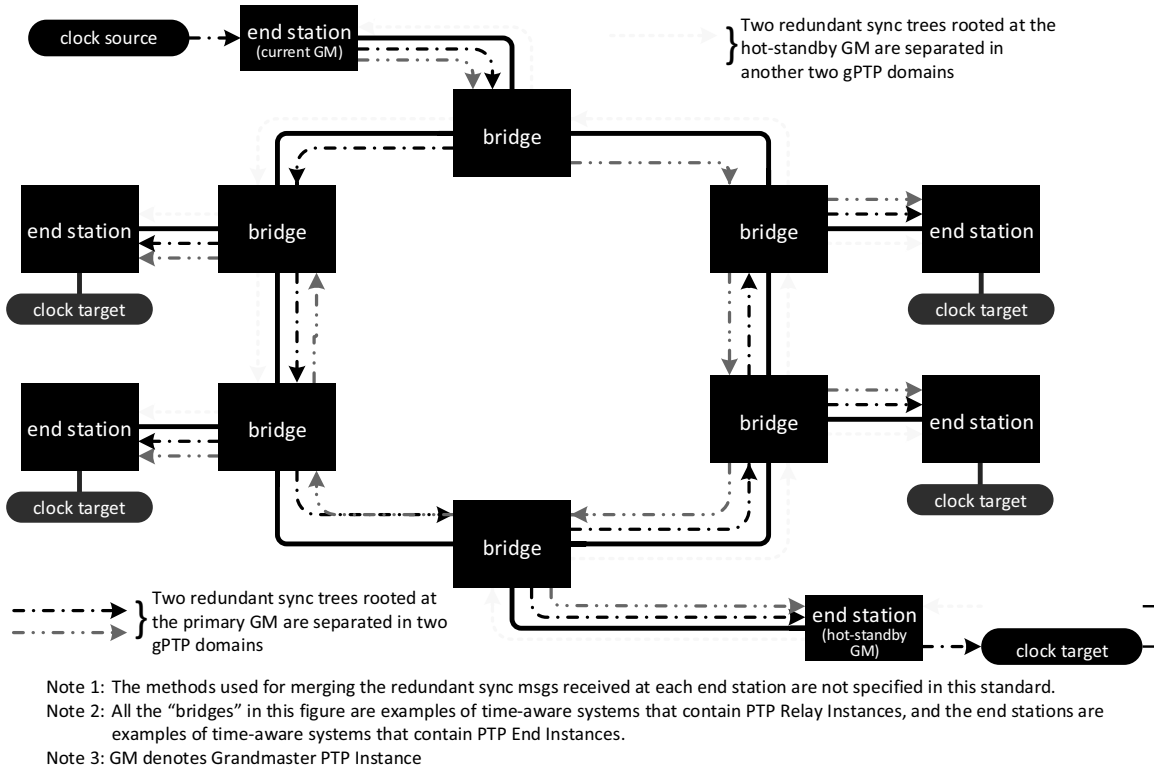 clock source
end station
(current GM)
Two redundant sync trees rooted at the
hot-standby GM are separated in
another two gPTP domains
bridge
end station
bridge
bridge
end station
clock target
clock target
end station
bridge
bridge
end station
clock target
clock target
bridge
Two redundant sync trees rooted at
the primary GM are separated in two
gPTP domains
end station
(hot-standby
GM)
clock target
Note 1: The methods used for merging the redundant sync msgs received at each end station are not specified in this standard.
Note 2: All the “bridges” in this figure are examples of time-aware systems that contain PTP Relay Instances, and the end stations are
examples of time-aware systems that contain PTP End Instances.
Note 3: GM denotes Grandmaster PTP Instance